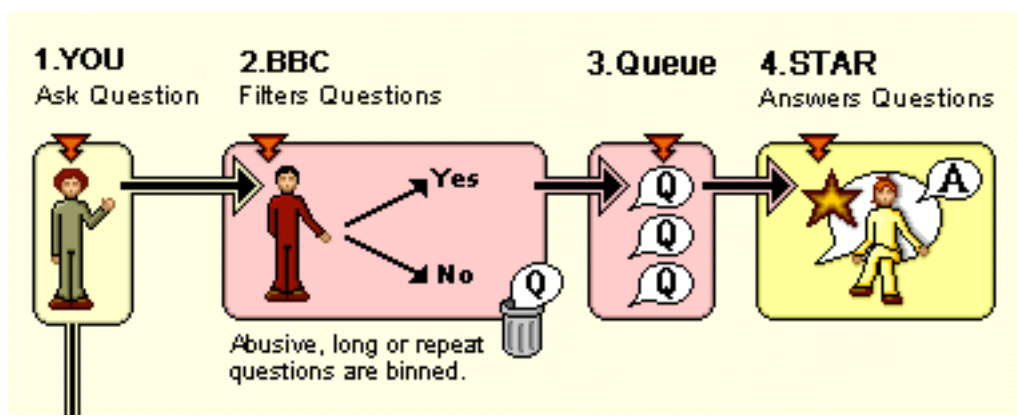 1.YOU
Ask Question
2.BBC
Filters Questions
3.Queue
4.STAR
Answers Questions
Yes
No
Q
Q
Q
Q
A
Abusive, long or repeat
questions are binned.